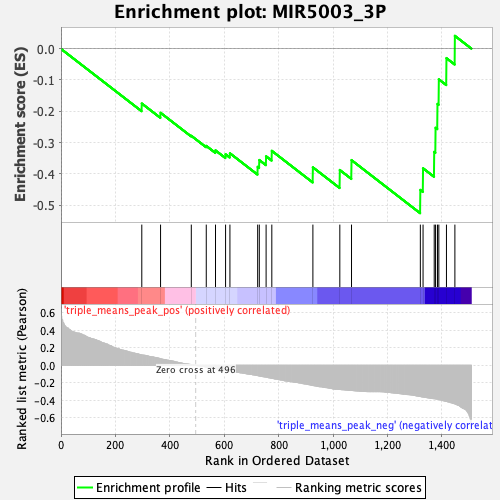 Enrichment plot: MIR5003_3P
Enrichment score (ES)
0.0
-0.1
-0.2
-0.3
-0.4
-0.5
'triple_means_peak_pos' (positively correlated)
Ranked list metric (Pearson)
0.6
0.4
0.2
0.0
-0.2
-0.4
-0.6
Zero cross at 496
'triple_means_peak_neg' (negatively correlat
0
200
400
600
800
1,000
1,200
1,400
Rank in Ordered Dataset
Enrichment profile
Hits
Ranking metric scores